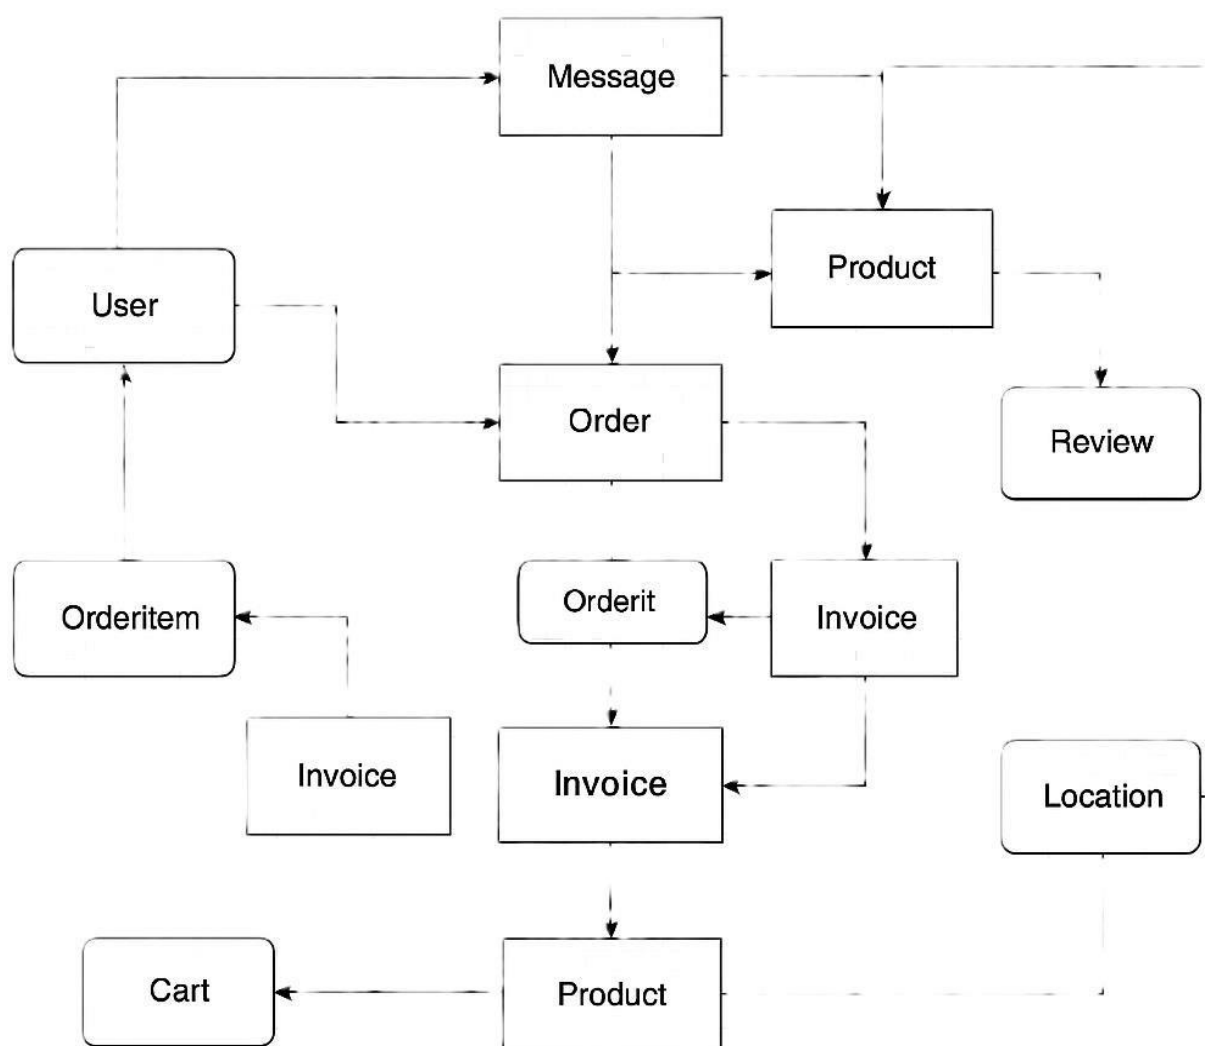 Message
Product
User
Order
Review
Orderitem
Orderit
Invoice
Invoice
Invoice
Location
Cart
Product